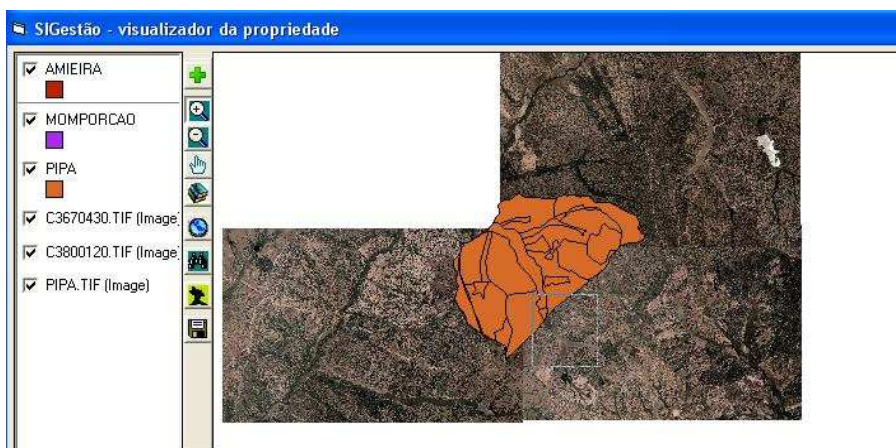 SIGestão - visualizador da propriedade
AMIEIRA
MOMPORCAO
PIPA
C3670430.TIF (Image)
C3800120.TIF (Image)
PIPA.TIF (Image)